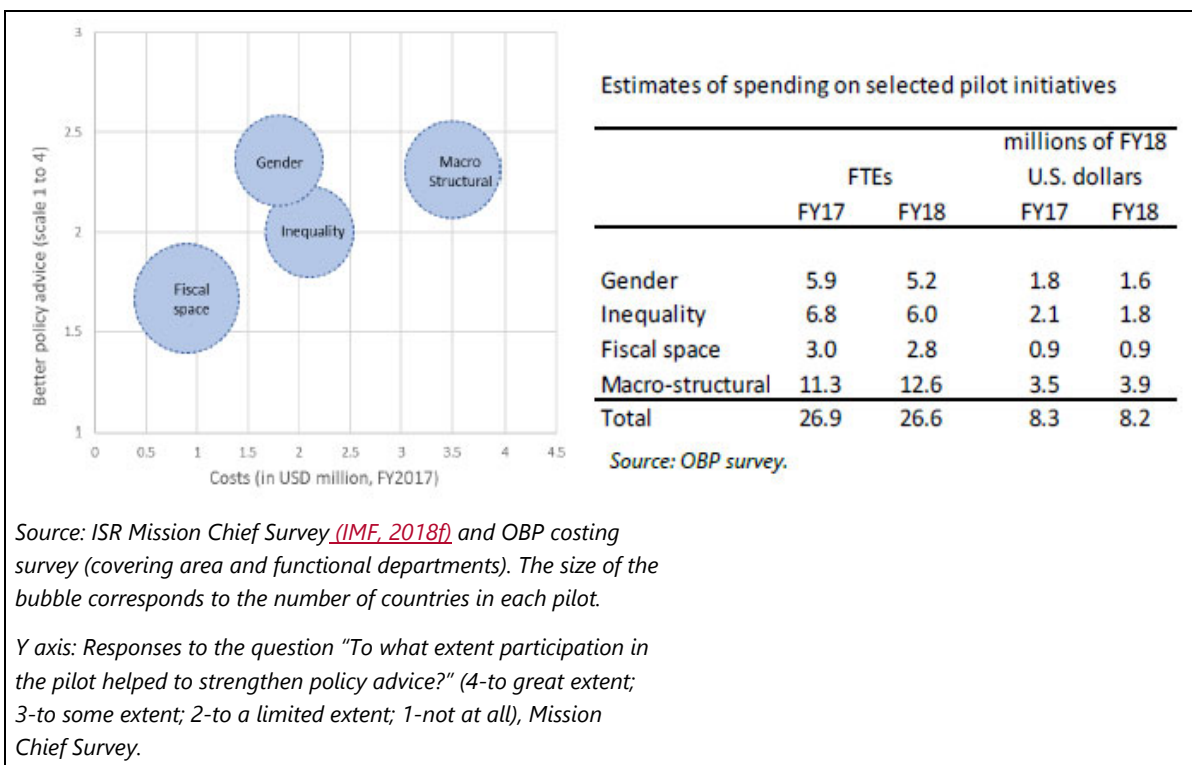 3
2.5
2
1.5
1
Better policy advice (scale 1 to 4)
Gender
Macro
Structural
Inequality
Fiscal
space
0 0.5 1 1.5 2 2.5 3 3.5 4 4.5
Costs (in USD million, FY2017)
Estimates of spending on selected pilot initiatives
millions of FY18
FTEs U.S. dollars
FY17 FY18 FY17 FY18
Gender 5.9 5.2 1.8 1.6
Inequality 6.8 6.0 2.1 1.8
Fiscal space 3.0 2.8 0.9 0.9
Macro-structural 11.3 12.6 3.5 3.9
Total 26.9 26.6 8.3 8.2
Source: OBP survey.
Source: ISR Mission Chief Survey (IMF, 2018f) and OBP costing
survey (covering area and functional departments). The size of the
bubble corresponds to the number of countries in each pilot.
Y axis: Responses to the question “To what extent participation in
the pilot helped to strengthen policy advice?” (4-to great extent;
3-to some extent; 2-to a limited extent; 1-not at all), Mission
Chief Survey.